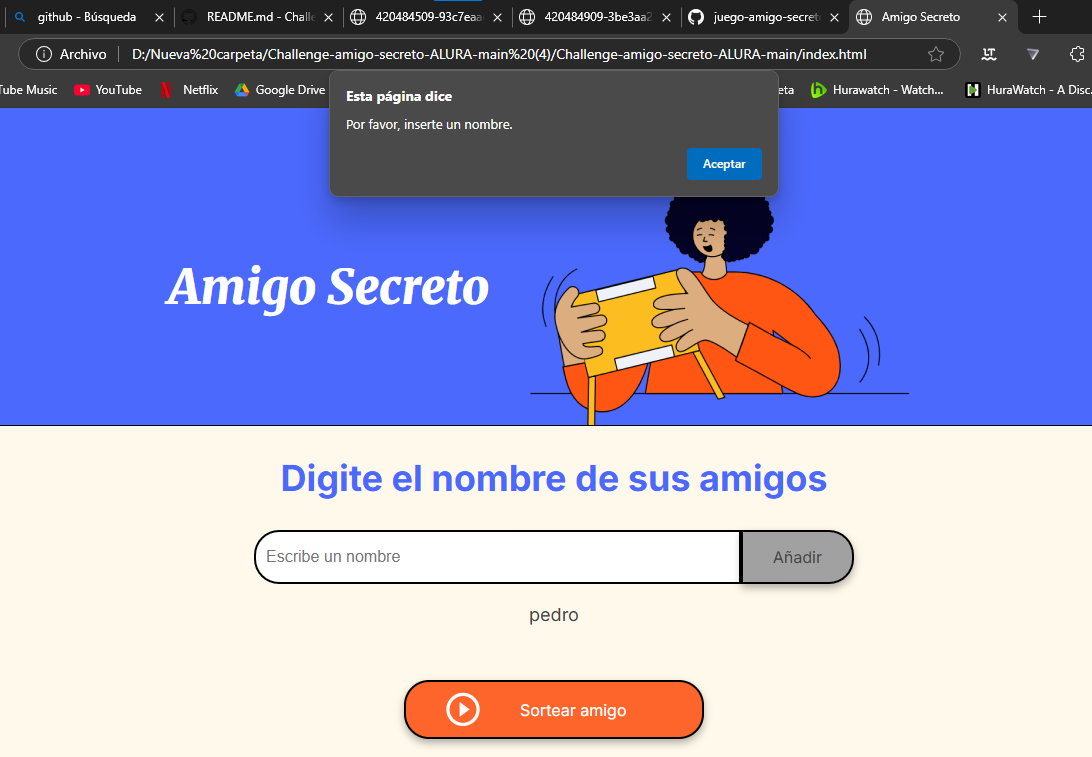 github - Búsqueda
README.md - Chall
420484509-93c7eaa
420484909-3be3aa2
juego-amigo-secret
Amigo Secreto
Archivo
D:/Nueva%20carpeta/Challenge-amigo-secreto-ALURA-main%20(4)/Challenge-amigo-secreto-ALURA-main/index.html
Tube Music
YouTube
Netflix
Google Drive
eta
Hurawatch - Watch...
HuraWatch - A Disc
Esta página dice
Por favor, inserte un nombre.
Aceptar
Amigo Secreto
Digite el nombre de sus amigos
Escribe un nombre
Añadir
pedro
Sortear amigo